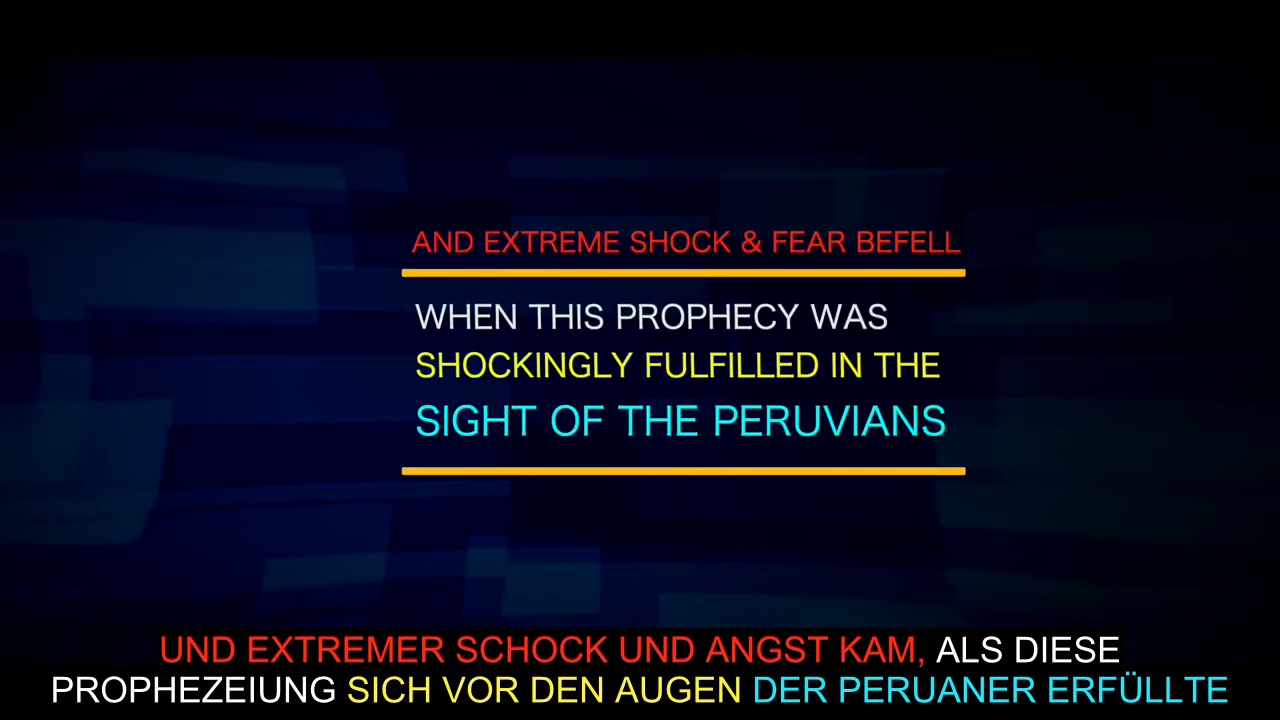 AND EXTREME SHOCK & FEAR BEFELL
WHEN THIS PROPHECY WAS
SHOCKINGLY FULFILLED IN THE
SIGHT OF THE PERUVIANS
UND EXTREMER SCHOCK UND ANGST KAM, ALS DIESE
PROPHEZEIUNG SICH VOR DEN AUGEN DER PERUANER ERFÜLLTE